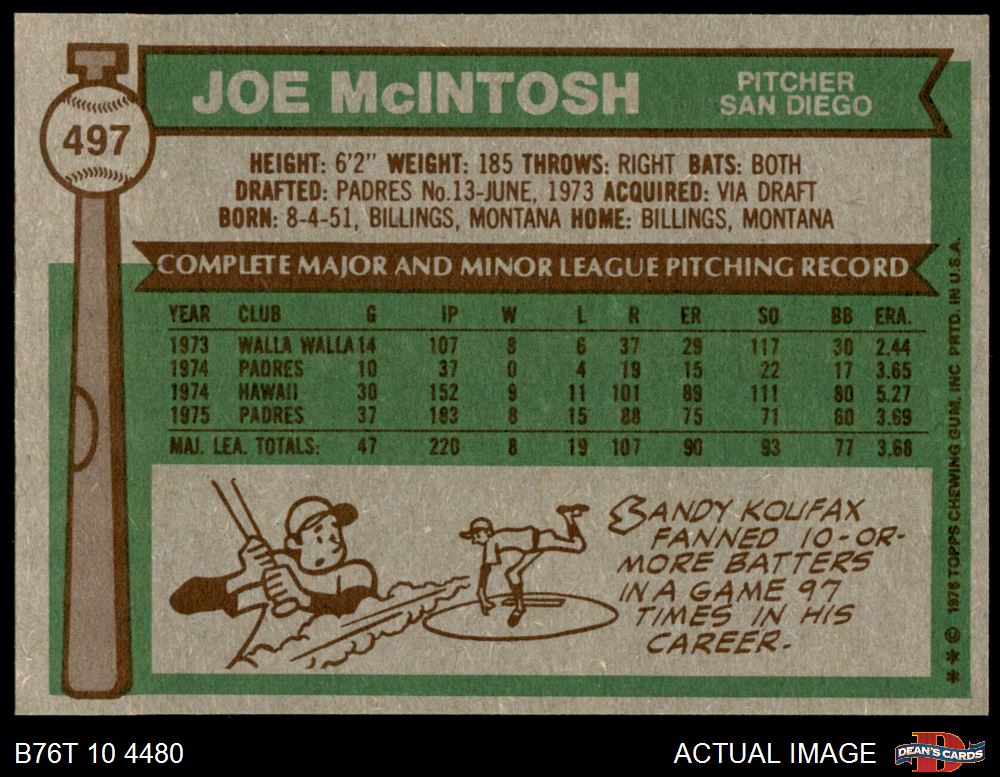 497
JOE McINTOSH
PITCHER
SAN DIEGO
HEIGHT: 6'2" WEIGHT: 185 THROWS: RIGHT BATS: BOTH
DRAFTED: PADRES No.13-JUNE, 1973 ACQUIRED: VIA DRAFT
BORN: 8-4-51, BILLINGS, MONTANA HOME: BILLINGS, MONTANA
COMPLETE MAJOR AND MINOR LEAGUE PITCHING RECORD
YEAR CLUB G IP W L R ER SO BB ERA.
1973 WALLA WALLA 14 107 8 6 37 29 117 30 2.44
1974 PADRES 10 37 0 4 19 15 22 17 3.65
1974 HAWAII 30 152 9 11 101 89 111 80 5.27
1975 PADRES 37 183 8 15 88 75 71 60 3.69
MAJ. LEA. TOTALS: 47 220 8 19 107 90 93 77 3.68
SANDY KOUFAX
FANNED 10-OR-
MORE BATTERS
IN A GAME 97
TIMES IN HIS
CAREER.
** © 1976 TOPPS CHEWING GUM, INC PRTD. IN U.S.A.
B76T 10 4480
ACTUAL IMAGE
D
DEAN'S CARDS